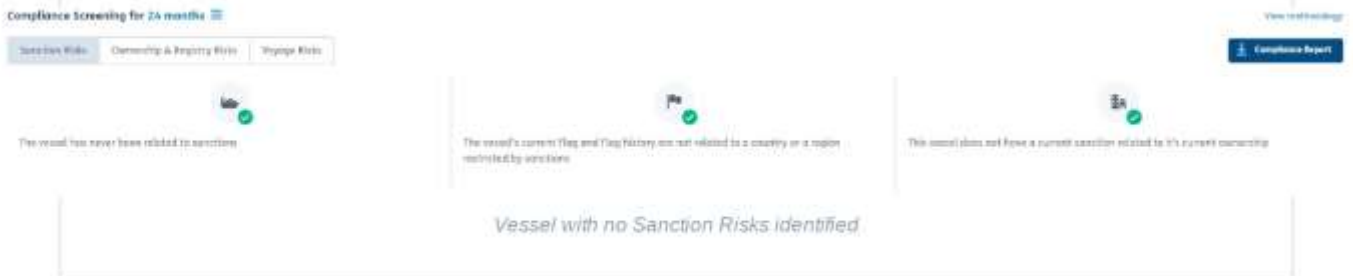 Compliance Screening for 24 months
View methodology
Sanction Risks
Ownership & Registry Risks
Voyage Risks
Compliance Report
The vessel has never been related to sanctions
The vessel's current flag and flag history are not related to a country or a region
restricted by sanctions
This vessel does not have a current sanction related to it's current ownership
Vessel with no Sanction Risks identified